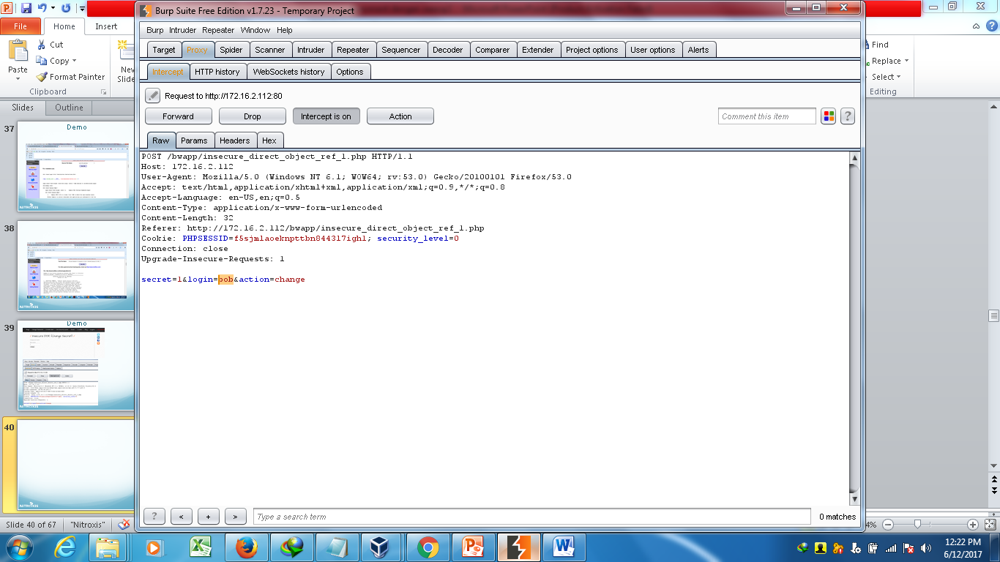 Burp Suite Free Edition v1.7.23 - Temporary Project
File Home Insert
Cut
Copy
Format Painter
Paste
New
Slide
Clipboard
Find
Replace
Select
Editing
Slides Outline
37
Demo
NITROXIS
38
NITROXIS
39
Demo
NITROXIS
40
NITROXIS
Burp Intruder Repeater Window Help
Target Proxy Spider Scanner Intruder Repeater Sequencer Decoder Comparer Extender Project options User options Alerts
Intercept HTTP history WebSockets history Options
Request to http://172.16.2.112:80
Forward Drop Intercept is on Action Comment this item ?
Raw Params Headers Hex
POST /bwapp/insecure_direct_object_ref_1.php HTTP/1.1
Host: 172.16.2.112
User-Agent: Mozilla/5.0 (Windows NT 6.1; WOW64; rv:53.0) Gecko/20100101 Firefox/53.0
Accept: text/html,application/xhtml+xml,application/xml;q=0.9,*/*;q=0.8
Accept-Language: en-US,en;q=0.5
Content-Type: application/x-www-form-urlencoded
Content-Length: 32
Referer: http://172.16.2.112/bwapp/insecure_direct_object_ref_1.php
Cookie: PHPSESSID=f5sjmlaoeknpttbn844317igh1; security_level=0
Connection: close
Upgrade-Insecure-Requests: 1
secret=1&login=bob&action=change
? < + > Type a search term 0 matches
Slide 40 of 67 "Nitroxis" 4%
12:22 PM
6/12/2017